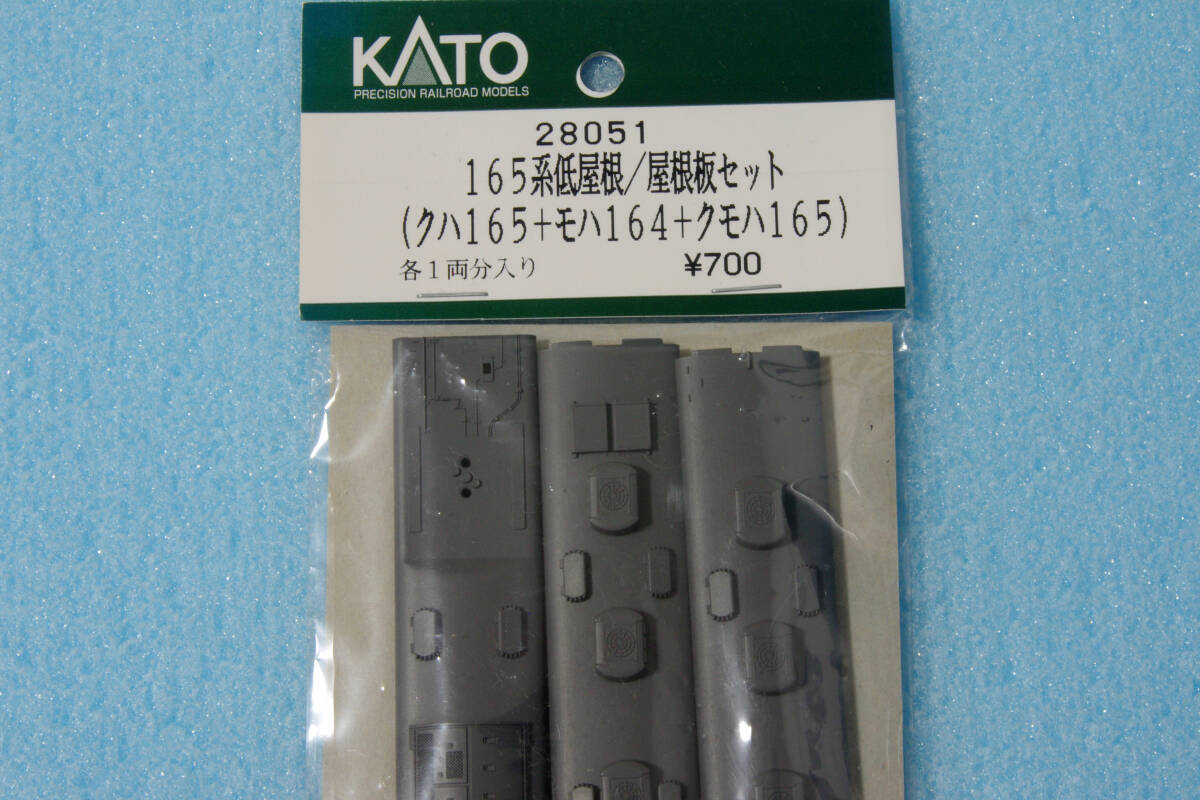 KATO
PRECISION RAILROAD MODELS
28051
165系低屋根/屋根板セット
(クハ165+モハ164+クモハ165)
各1両分入り ¥700